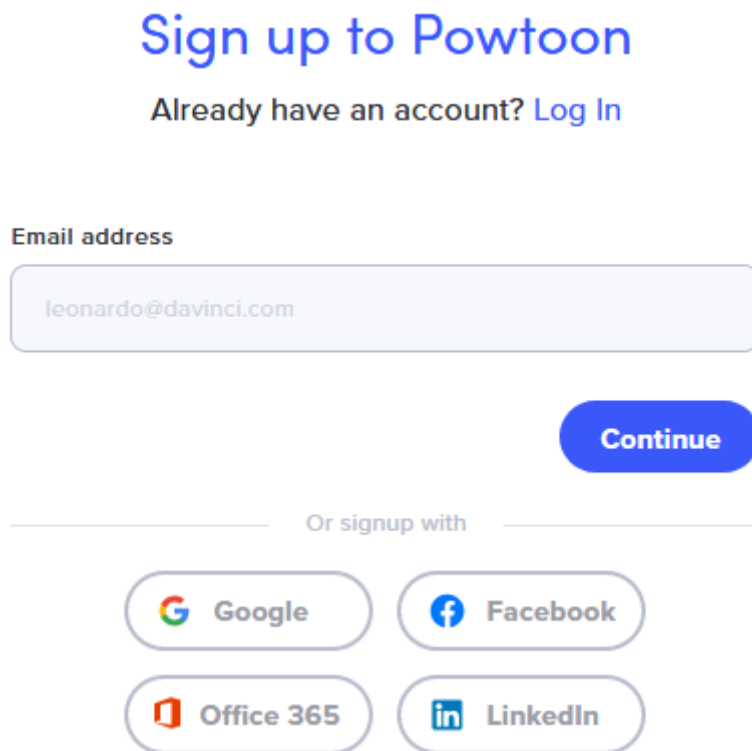 Sign up to Powtoon
Already have an account? Log In
Email address
leonardo@davinci.com
Continue
Or signup with
Google
Facebook
Office 365
LinkedIn